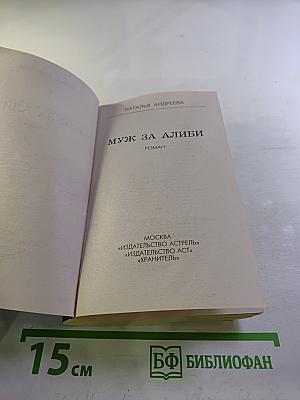 НАТАЛЬЯ АНДРЕЕВА
МУЖ ЗА АЛИБИ
РОМАН
МОСКВА
«ИЗДАТЕЛЬСТВО АСТРЕЛЬ»
«ИЗДАТЕЛЬСТВО АСТ»
«ХРАНИТЕЛЬ»
15 см
БФ БИБЛИОФАН